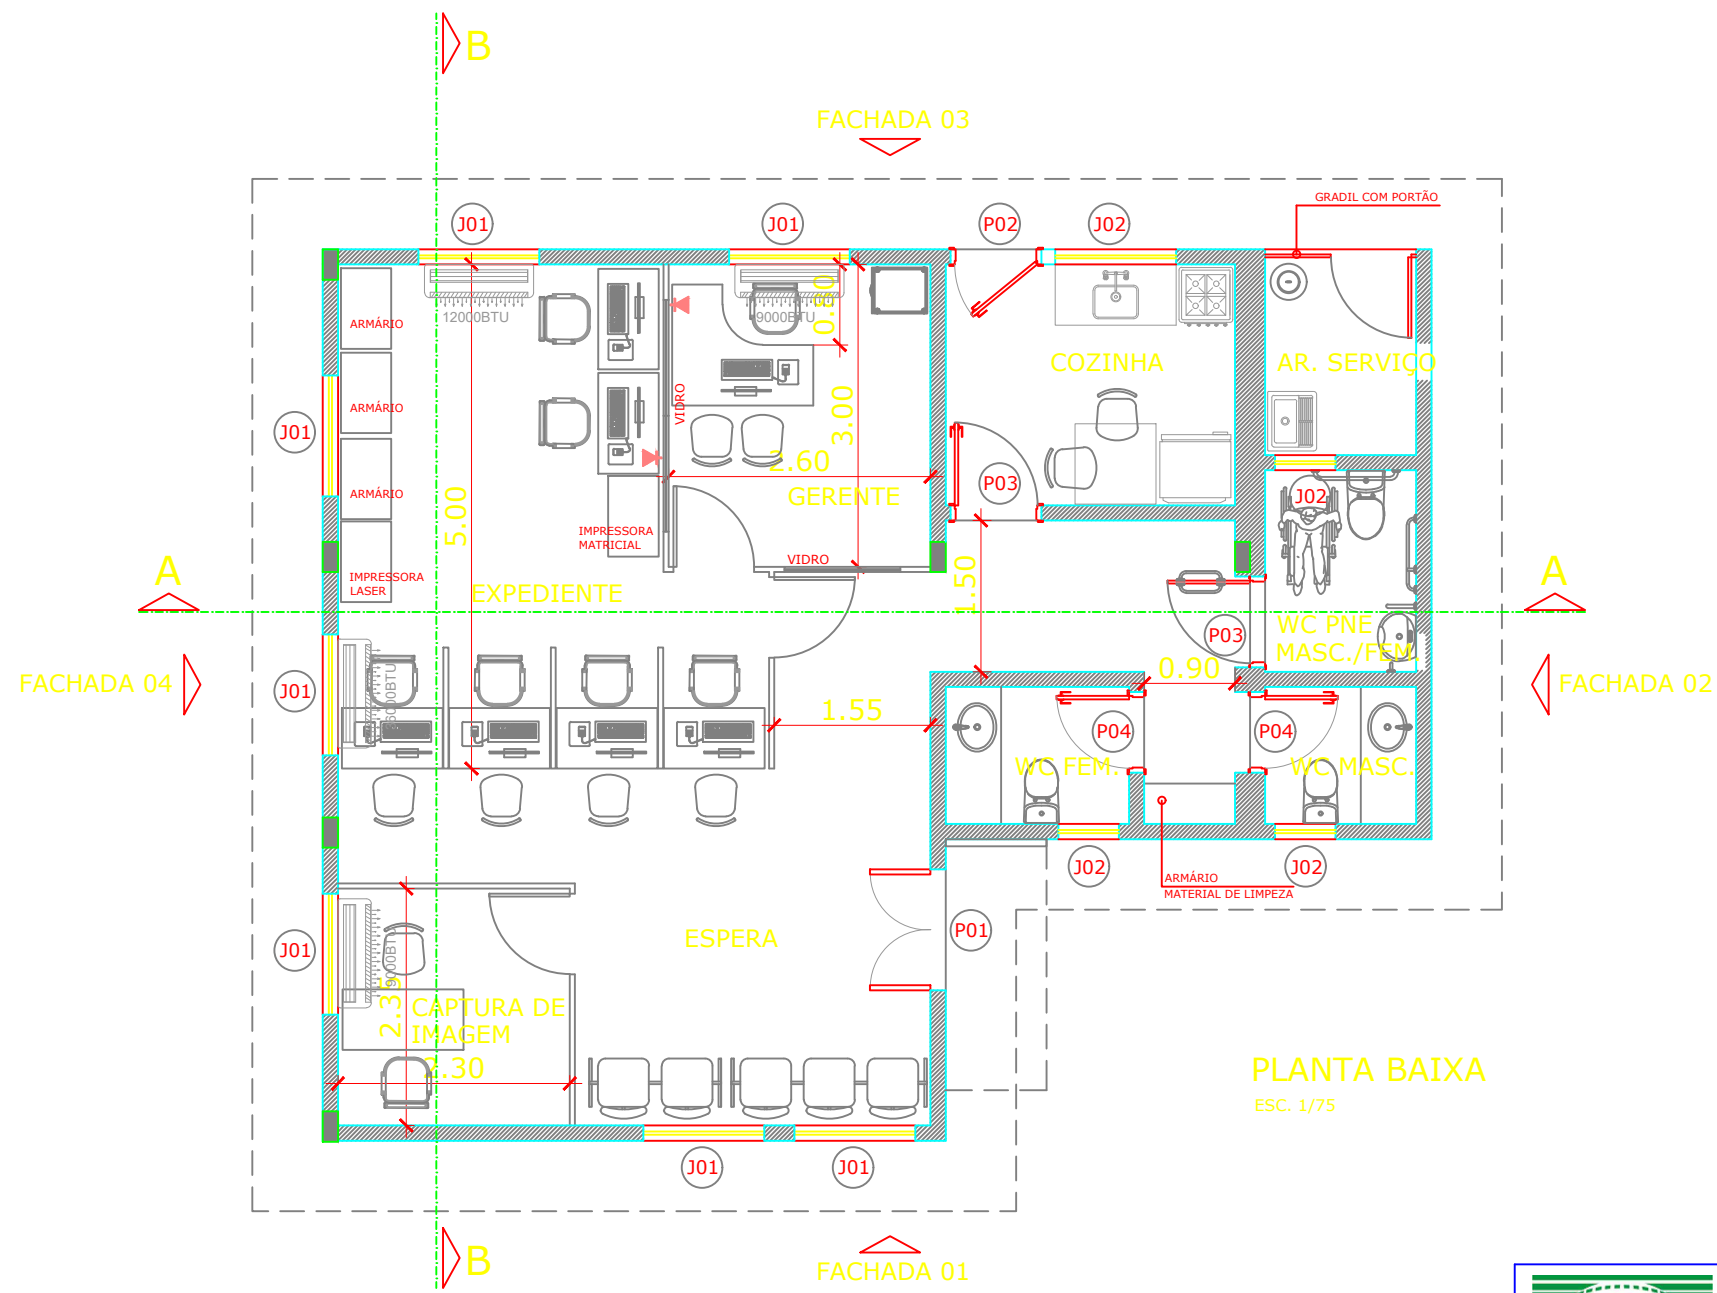 B
FACHADA 03
GRADIL COM PORTÃO
J01
J01
P02
J02
12000BTU
9000BTU
0.80
ARMÁRIO
COZINHA
AR. SERVIÇO
VIDRO
ARMÁRIO
3.00
J01
2.60
P03
GERENTE
ARMÁRIO
J02
5.00
IMPRESSORA
MATRICIAL
VIDRO
A
IMPRESSORA
LASER
EXPEDIENTE
1.50
A
WC PNE
MASC./FEM.
P03
FACHADA 04
J01
0.90
FACHADA 02
1.55
P04
P04
WC FEM.
WC MASC.
J02
J02
ARMÁRIO
MATERIAL DE LIMPEZA
ESPERA
P01
J01
9000BTU
2.35
CAPTURA DE
IMAGEM
2.30
PLANTA BAIXA
ESC. 1/75
J01
J01
B
FACHADA 01